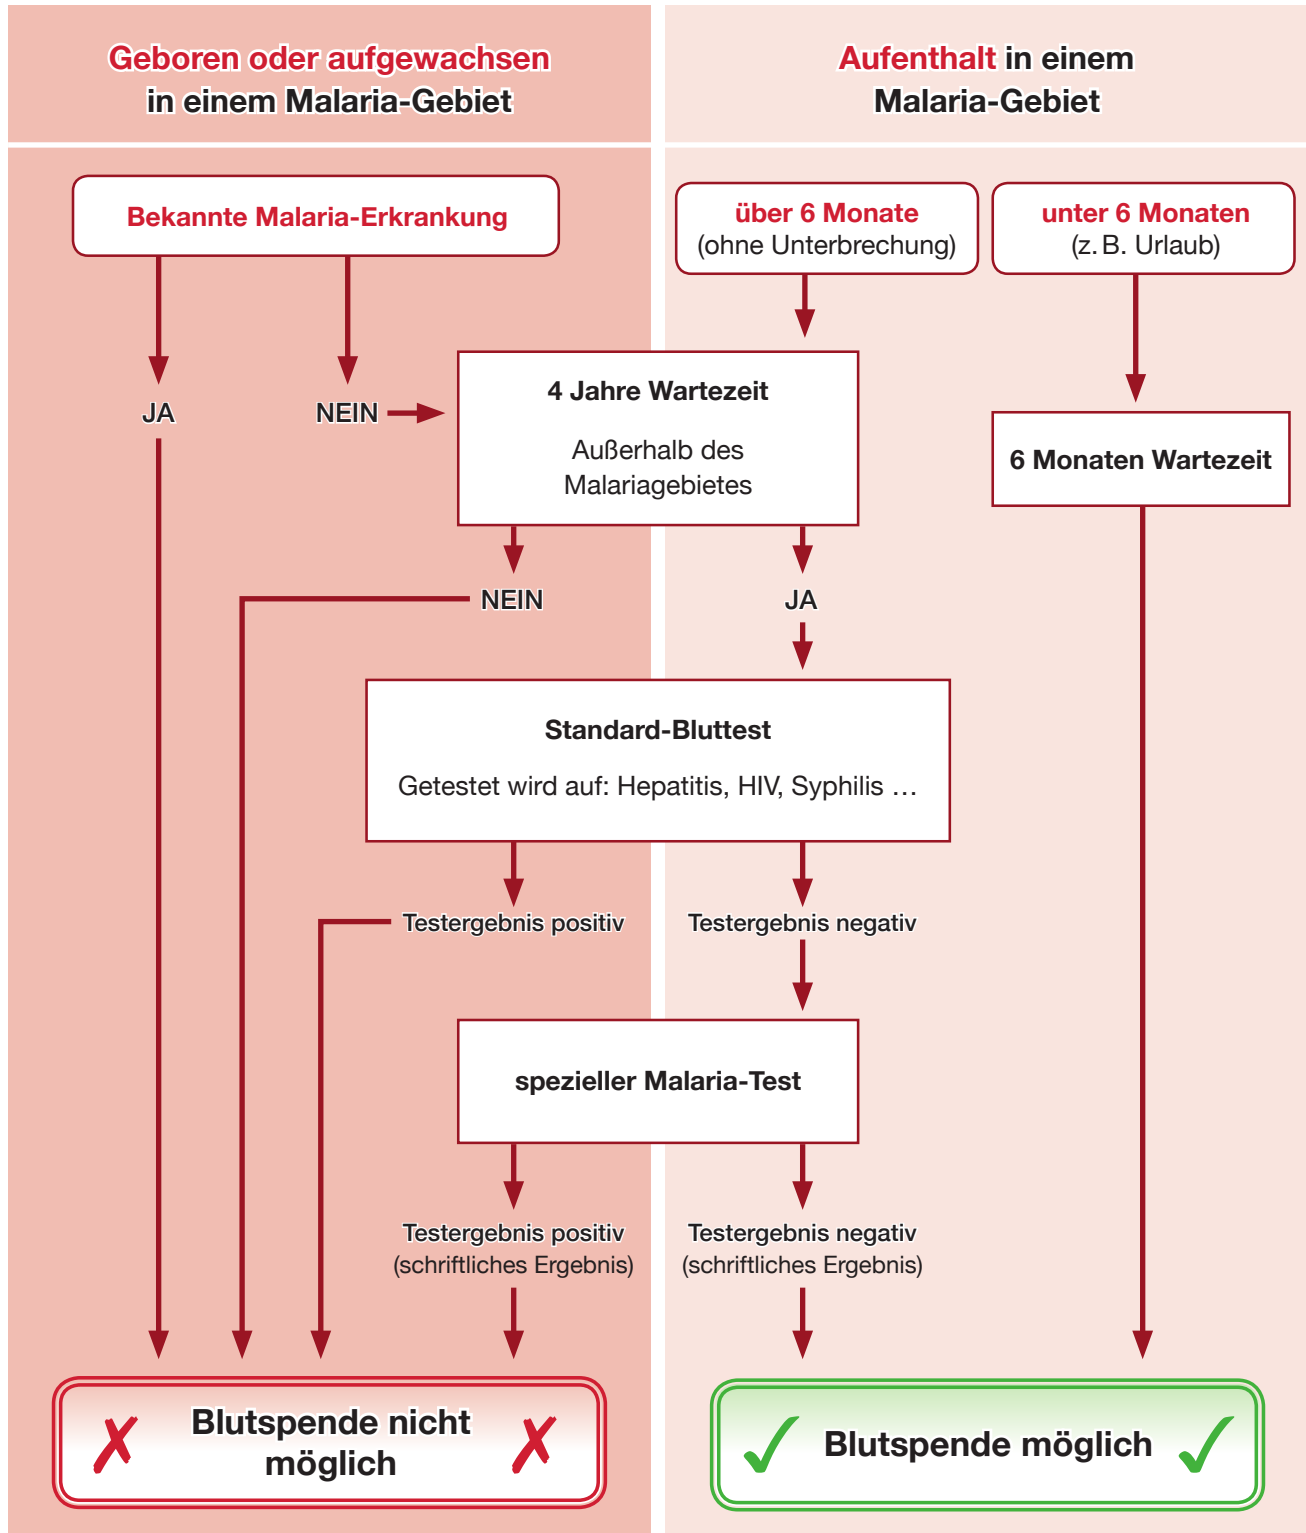 Geboren oder aufgewachsen
in einem Malaria-Gebiet
Aufenthalt in einem
Malaria-Gebiet
Bekannte Malaria-Erkrankung
über 6 Monate
(ohne Unterbrechung)
unter 6 Monaten
(z. B. Urlaub)
JA
NEIN
4 Jahre Wartezeit
Außerhalb des
Malariagebietes
6 Monaten Wartezeit
NEIN
JA
Standard-Bluttest
Getestet wird auf: Hepatitis, HIV, Syphilis …
Testergebnis positiv
Testergebnis negativ
spezieller Malaria-Test
Testergebnis positiv
(schriftliches Ergebnis)
Testergebnis negativ
(schriftliches Ergebnis)
Blutspende nicht
möglich
Blutspende möglich